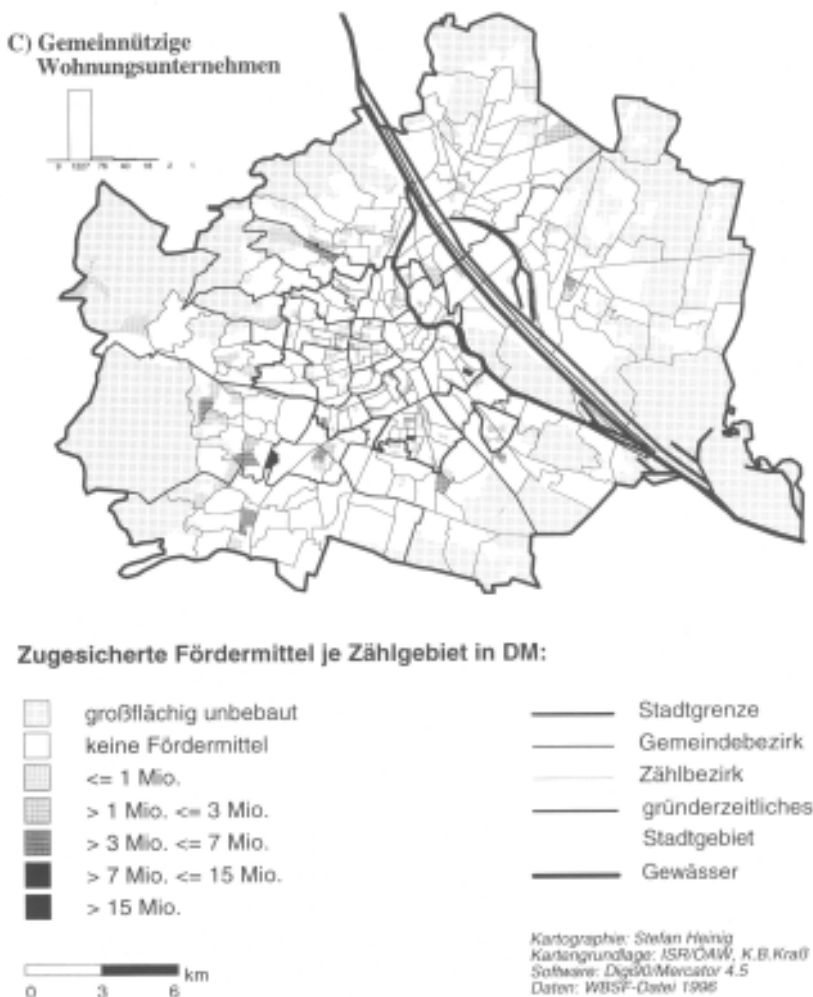 C) Gemeinnützige
Wohnungsunternehmen
Zugesicherte Fördermittel je Zählgebiet in DM:
großflächig unbebaut
keine Fördermittel
<= 1 Mio.
> 1 Mio. <= 3 Mio.
> 3 Mio. <= 7 Mio.
> 7 Mio. <= 15 Mio.
> 15 Mio.
0 3 6 km
Stadtgrenze
Gemeindebezirk
Zählbezirk
gründerzeitliches
Stadtgebiet
Gewässer
Kartographie: Stefan Heinig
Kartengrundlage: ISR/ÖAW, K.B.Kraß
Software: Digi90/Mercator 4.5
Daten: WBSF-Datei 1996